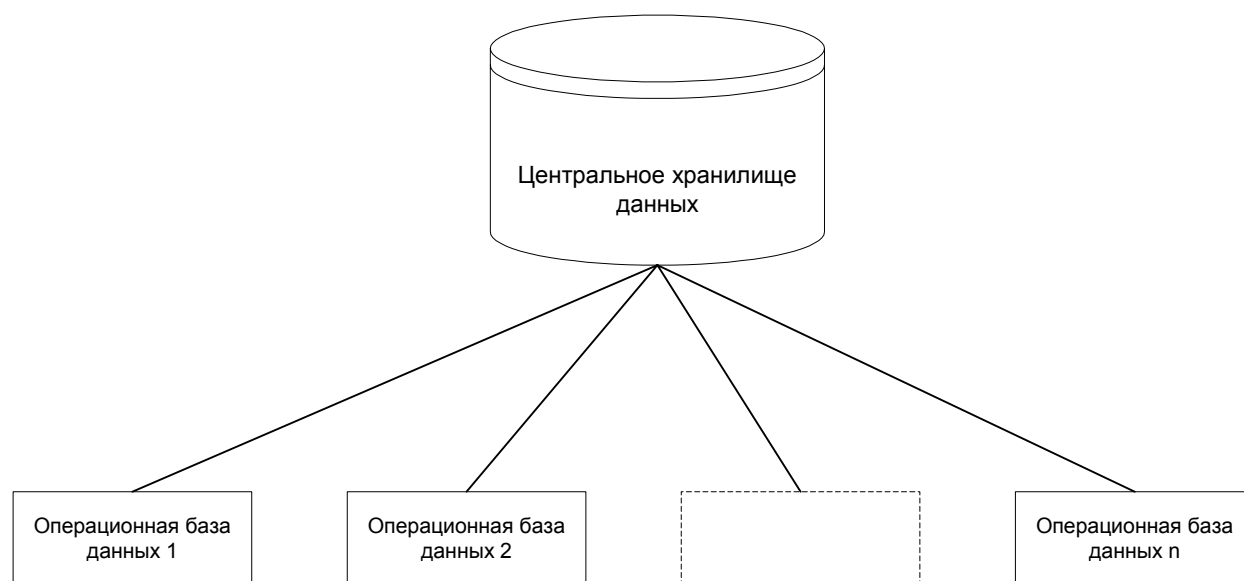 Центральное хранилище
данных
Операционная база
данных 1
Операционная база
данных 2
Операционная база
данных n